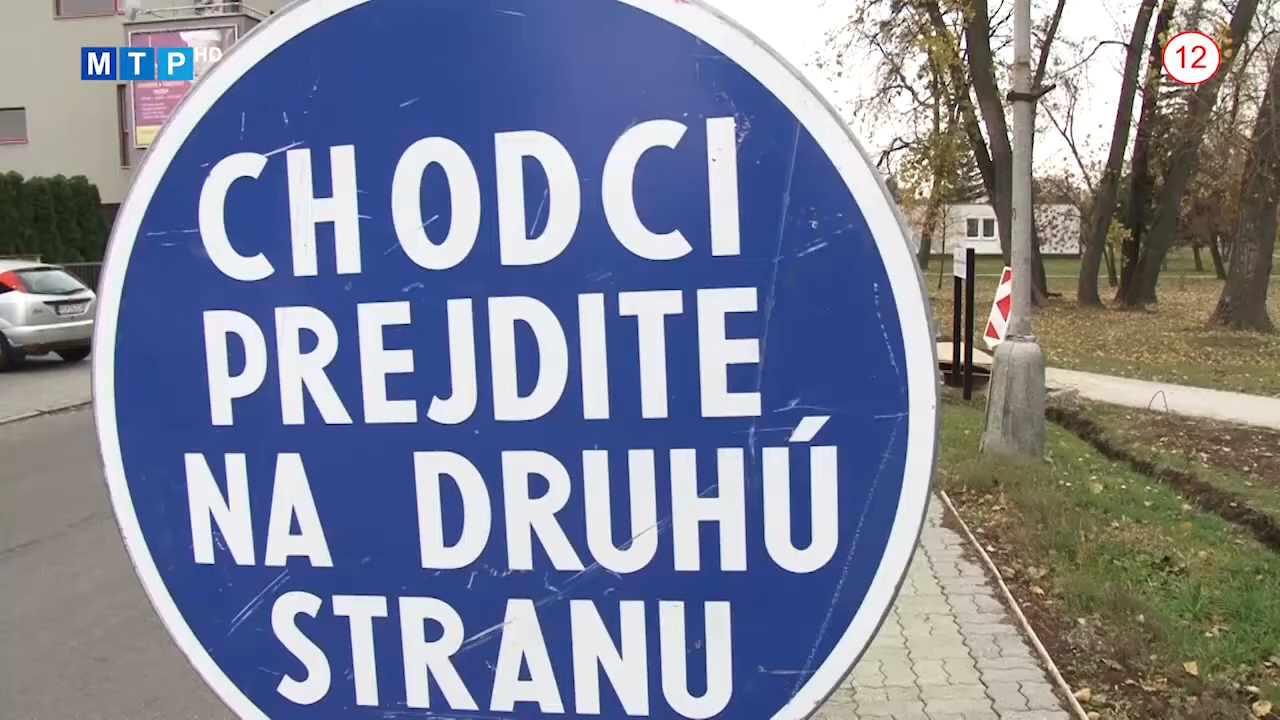 MTP HD
12
CHODCI
PREJDITE
NA DRUHÚ
STRANU